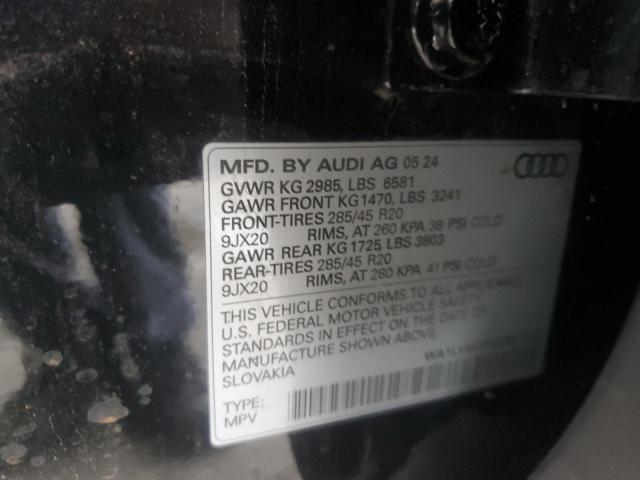 MFD. BY AUDI AG 05 24
GVWR KG 2985, LBS 6581
GAWR FRONT KG1470, LBS 3241
FRONT-TIRES 285/45 R20
9JX20 RIMS, AT 260 KPA 38 PSI COLD
GAWR REAR KG 1725, LBS 3803
REAR-TIRES 285/45 R20
9JX20 RIMS, AT 280 KPA 41 PSI COLD
THIS VEHICLE CONFORMS TO ALL APPLICABLE
U.S. FEDERAL MOTOR VEHICLE SAFETY
STANDARDS IN EFFECT ON THE DATE OF
MANUFACTURE SHOWN ABOVE.
SLOVAKIA
TYPE:
MPV